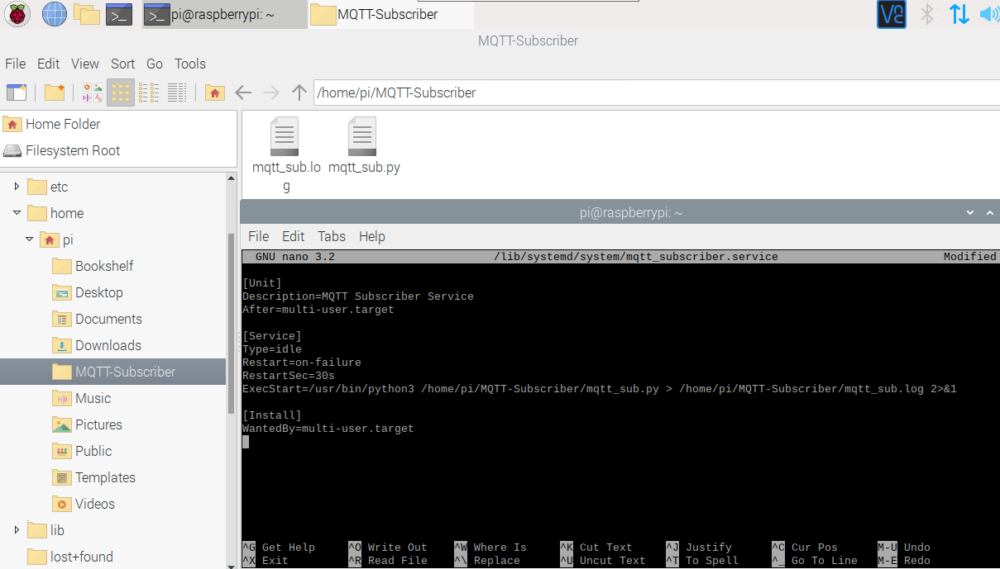 pi@raspberrypi: ~
MQTT-Subscriber
MQTT-Subscriber
File Edit View Sort Go Tools
/home/pi/MQTT-Subscriber
Home Folder
Filesystem Root
etc
home
pi
Bookshelf
Desktop
Documents
Downloads
MQTT-Subscriber
Music
Pictures
Public
Templates
Videos
lib
lost+found
mqtt_sub.lo
g
mqtt_sub.py
pi@raspberrypi: ~
File Edit Tabs Help
GNU nano 3.2 /lib/systemd/system/mqtt_subscriber.service Modified
[Unit]
Description=MQTT Subscriber Service
After=multi-user.target
[Service]
Type=idle
Restart=on-failure
RestartSec=30s
ExecStart=/usr/bin/python3 /home/pi/MQTT-Subscriber/mqtt_sub.py > /home/pi/MQTT-Subscriber/mqtt_sub.log 2>&1
[Install]
WantedBy=multi-user.target
^G Get Help ^O Write Out ^W Where Is ^K Cut Text ^J Justify ^C Cur Pos M-U Undo
^X Exit ^R Read File ^\ Replace ^U Uncut Text ^T To Spell ^_ Go To Line M-E Redo